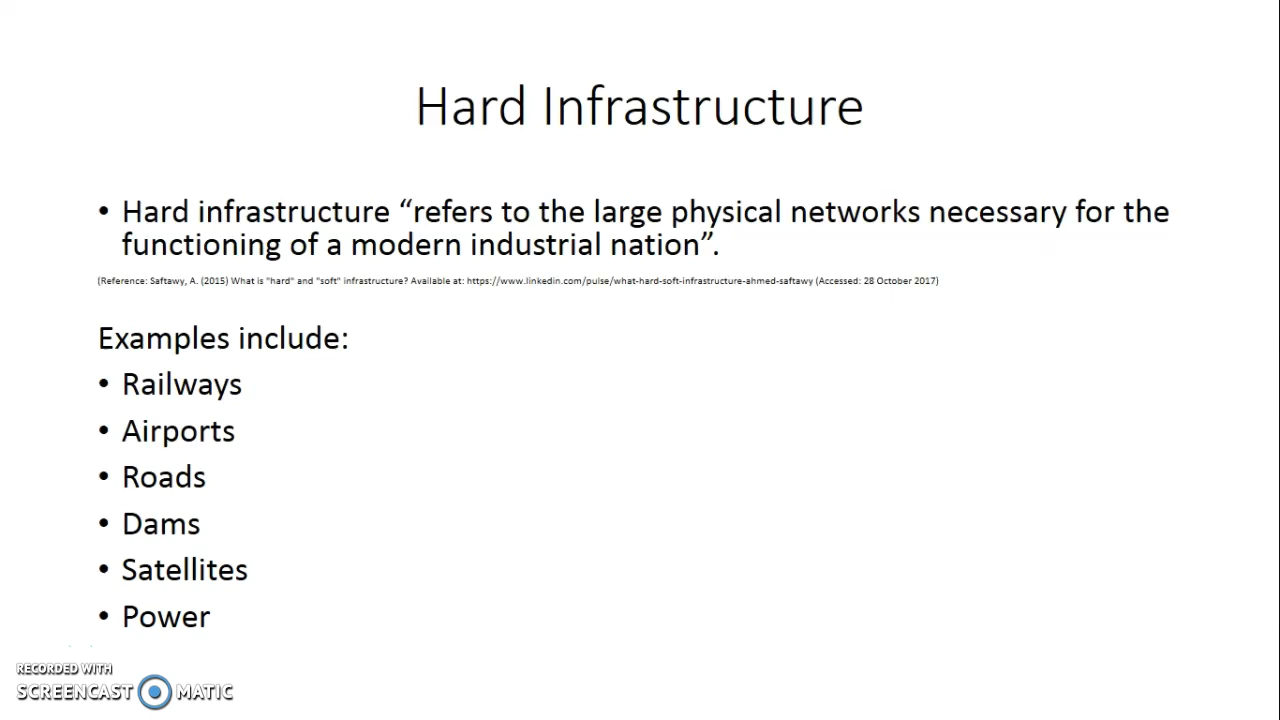 Hard Infrastructure
• Hard infrastructure “refers to the large physical networks necessary for the
functioning of a modern industrial nation”.
(Reference: Saftawy, A. (2015) What is "hard" and "soft" infrastructure? Available at: https://www.linkedin.com/pulse/what-hard-soft-infrastructure-ahmed-saftawy (Accessed: 28 October 2017)
Examples include:
• Railways
• Airports
• Roads
• Dams
• Satellites
• Power
RECORDED WITH
SCREENCAST MATIC